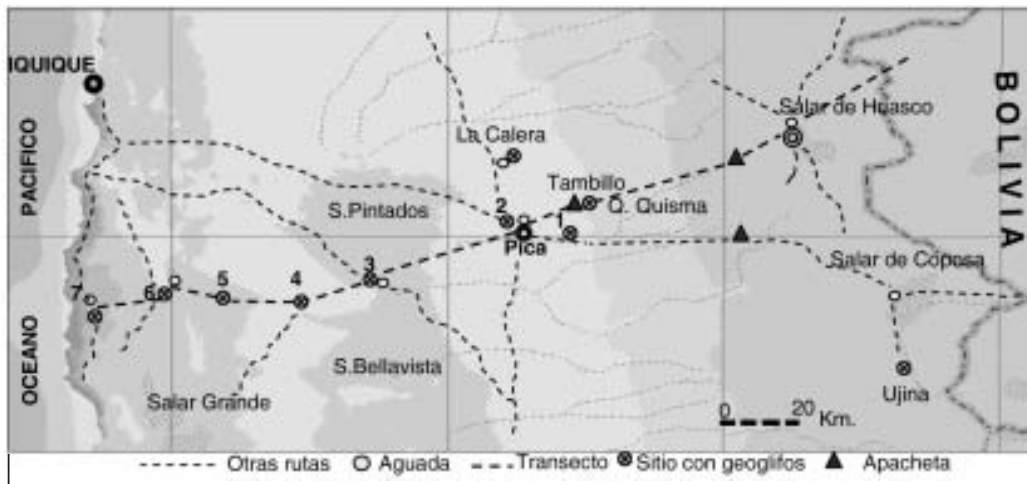 IQUIQUE
PACIFICO
OCEANO
BOLIVIA
Salar de Huasco
La Calera
Tambillo
Q. Quisma
S.Pintados
2
1
Pica
Salar de Coposa
3
4
5
6
7
S.Bellavista
Salar Grande
Ujina
0 20 Km.
Otras rutas Aguada Transecto Sitio con geoglifos Apacheta